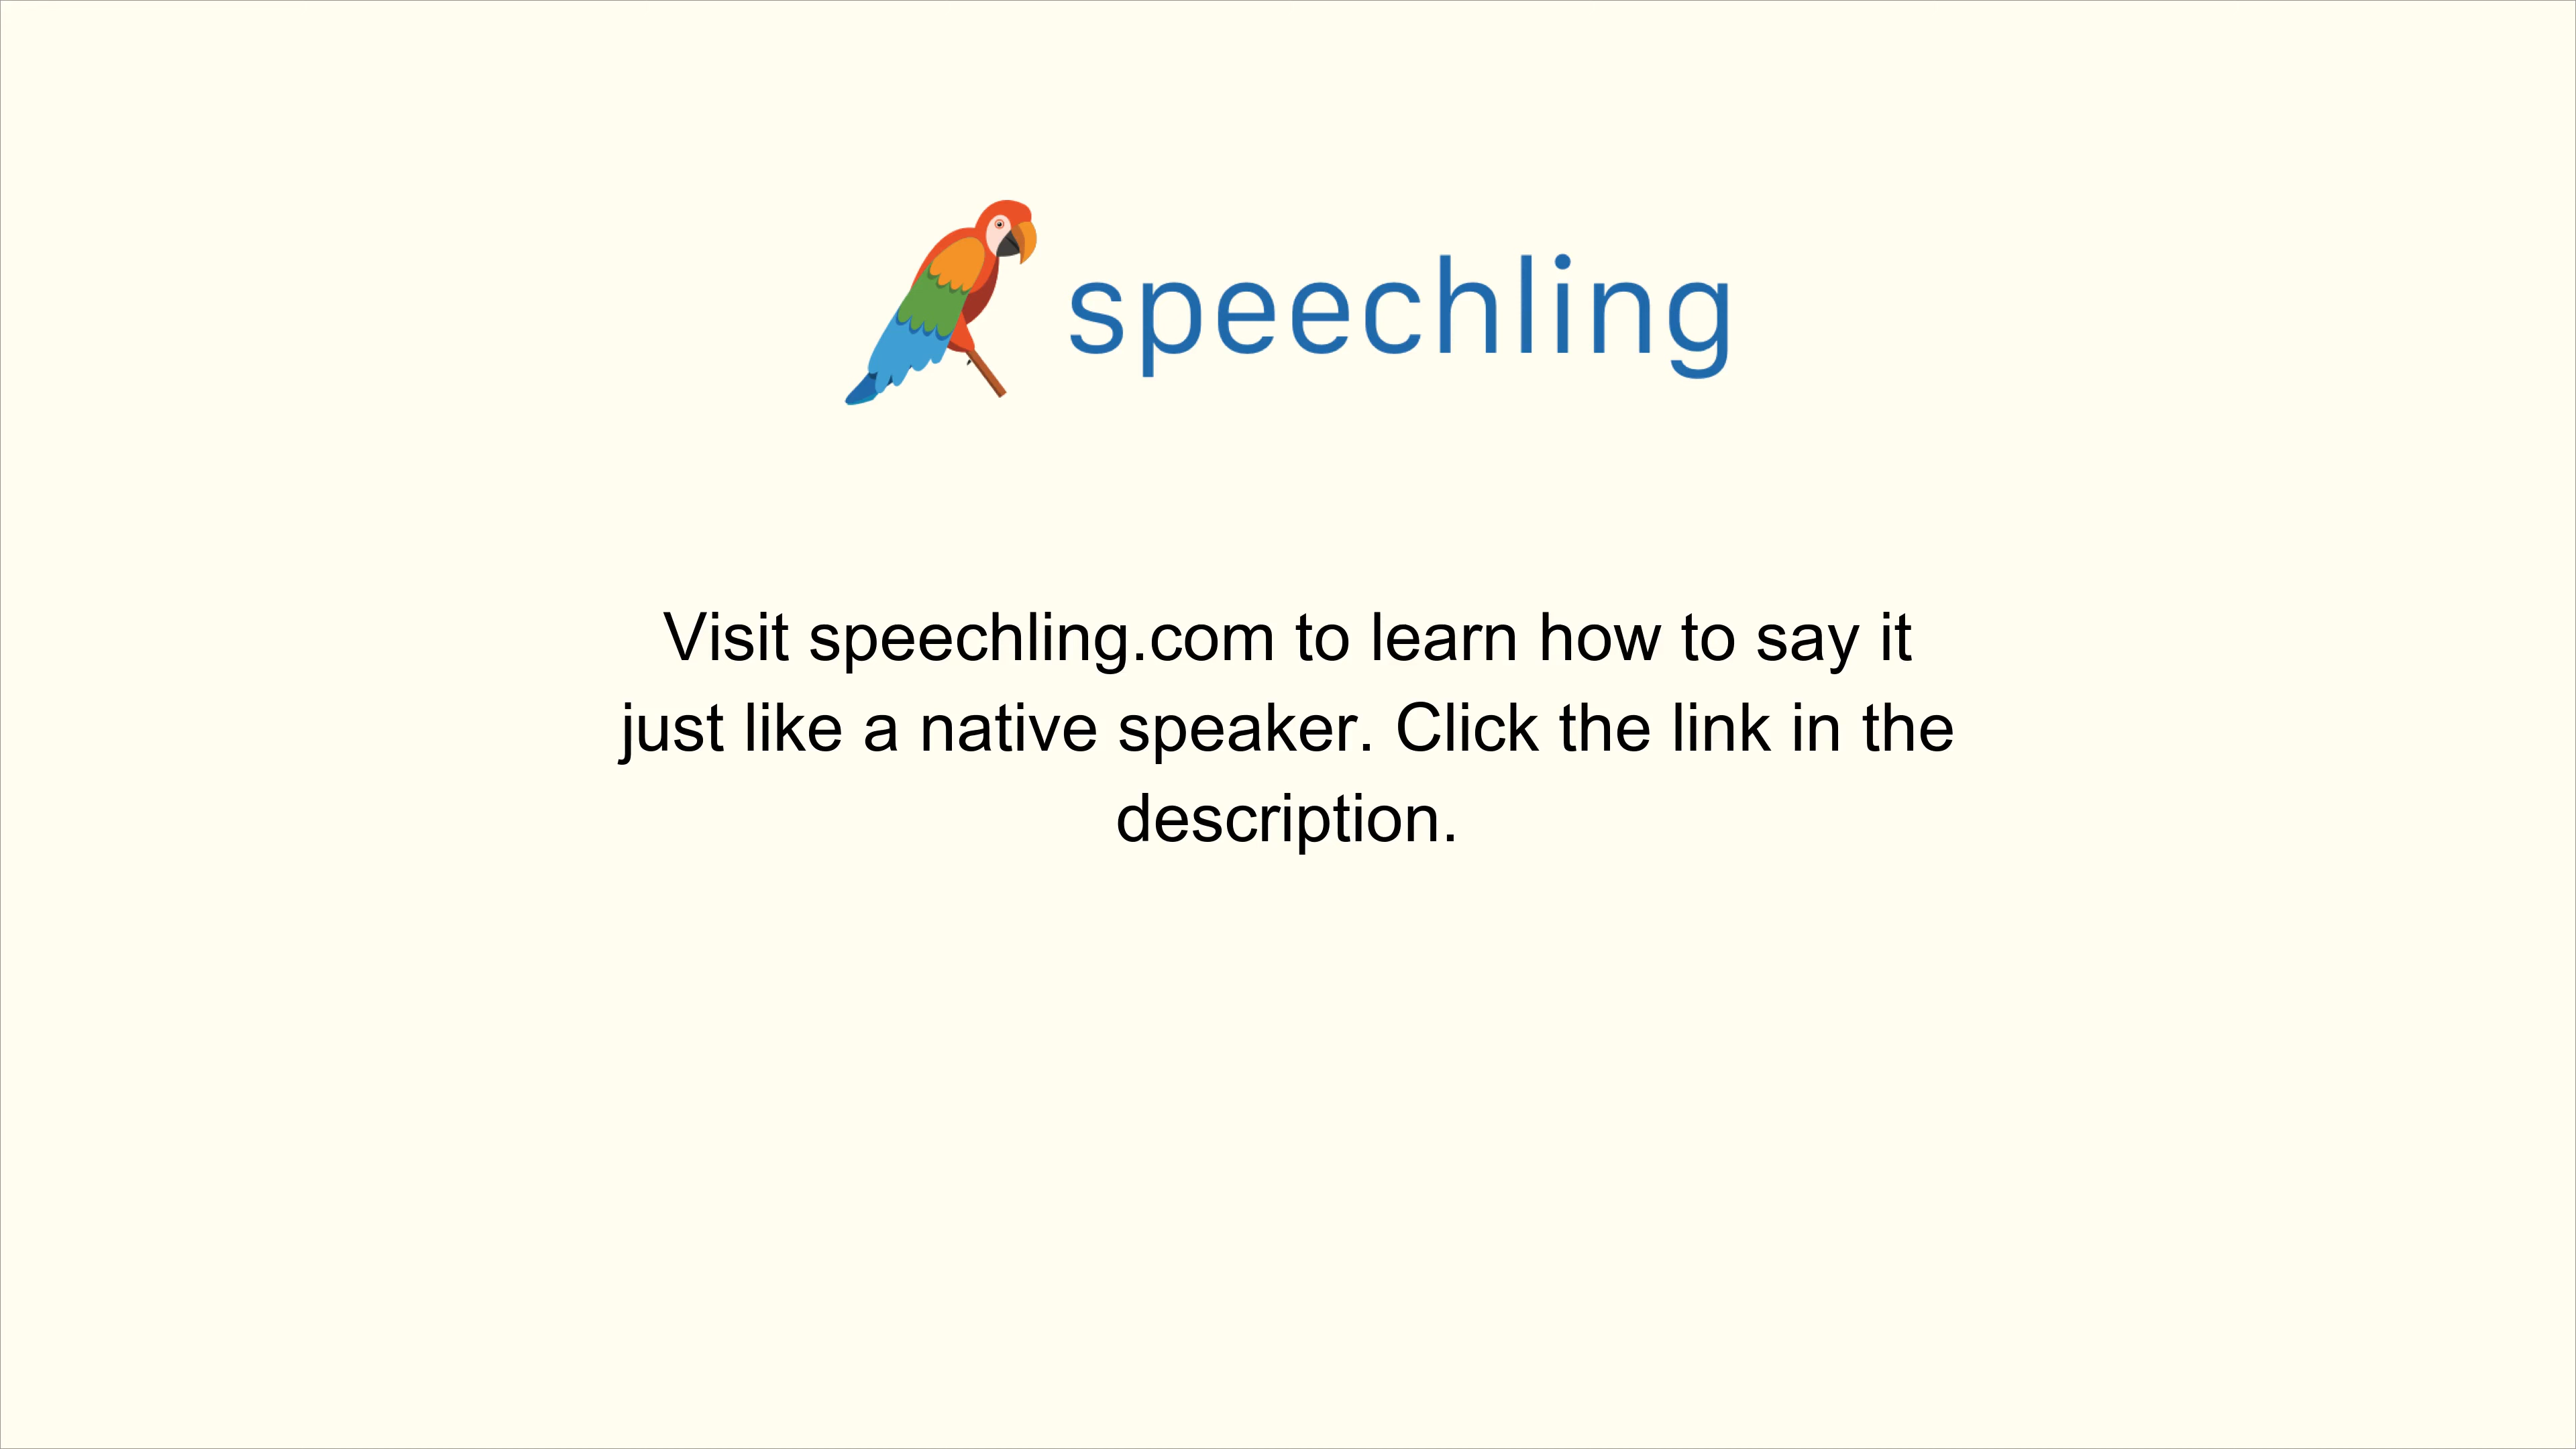 speechling
Visit speechling.com to learn how to say it
just like a native speaker. Click the link in the
description.